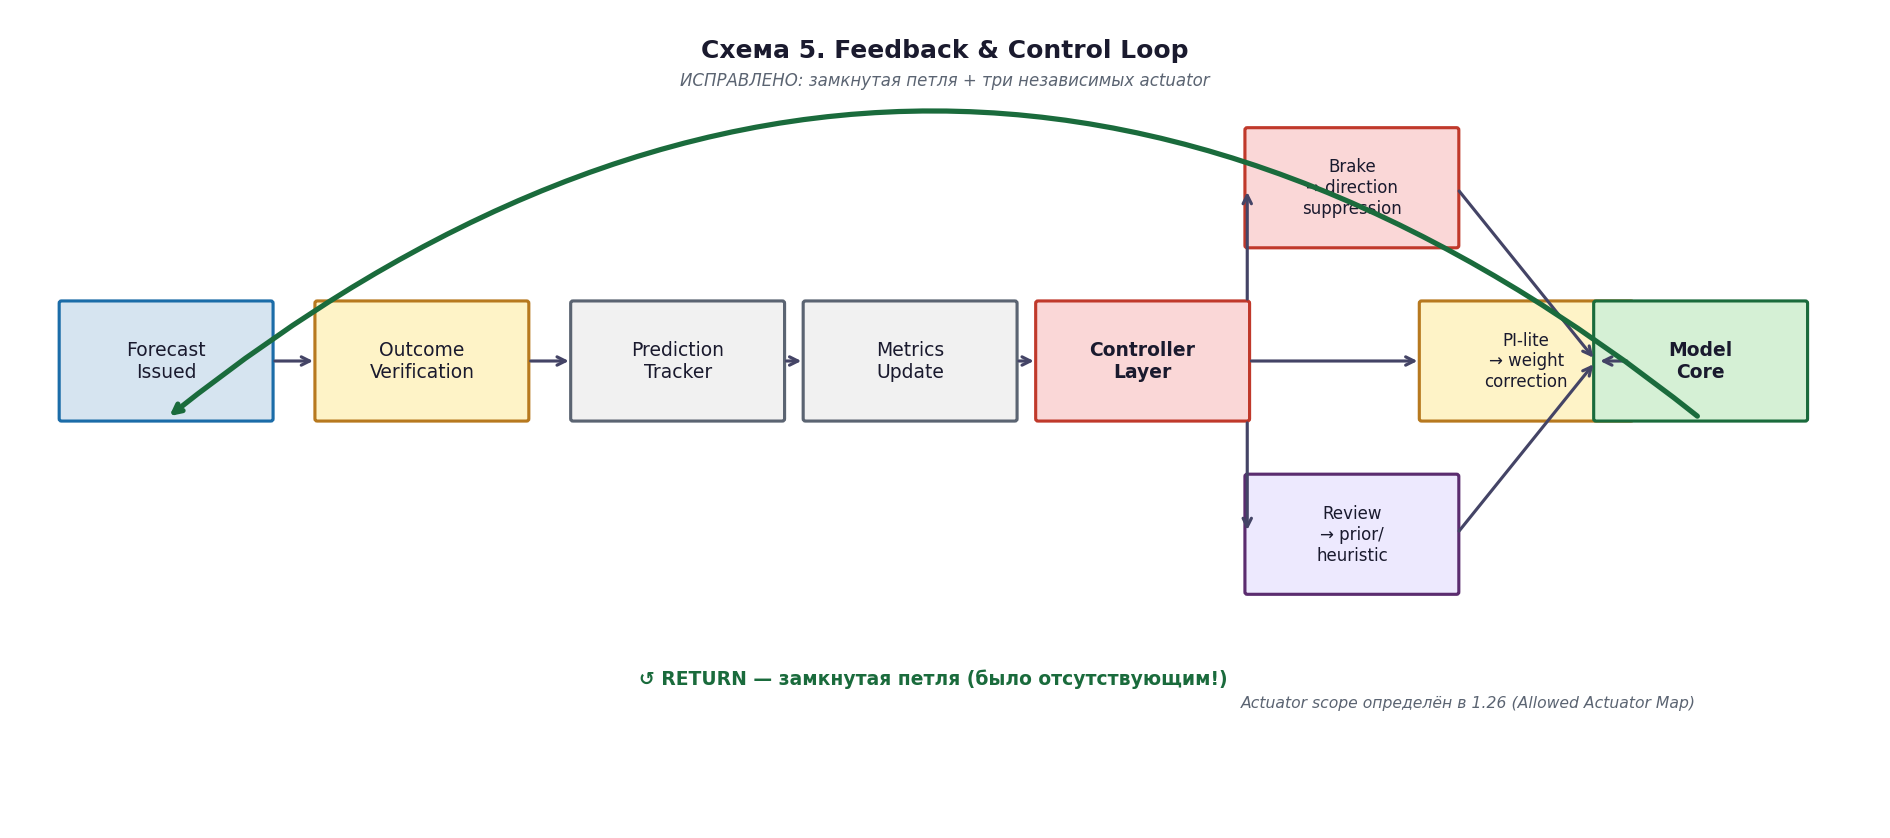 Схема 5. Feedback & Control Loop
ИСПРАВЛЕНО: замкнутая петля + три независимых actuator
Brake
→ direction
suppression
Forecast
Issued
Outcome
Verification
Prediction
Tracker
Metrics
Update
Controller
Layer
PI-lite
→ weight
correction
Model
Core
Review
→ prior/
heuristic
↺ RETURN — замкнутая петля (было отсутствующим!)
Actuator scope определён в 1.26 (Allowed Actuator Map)